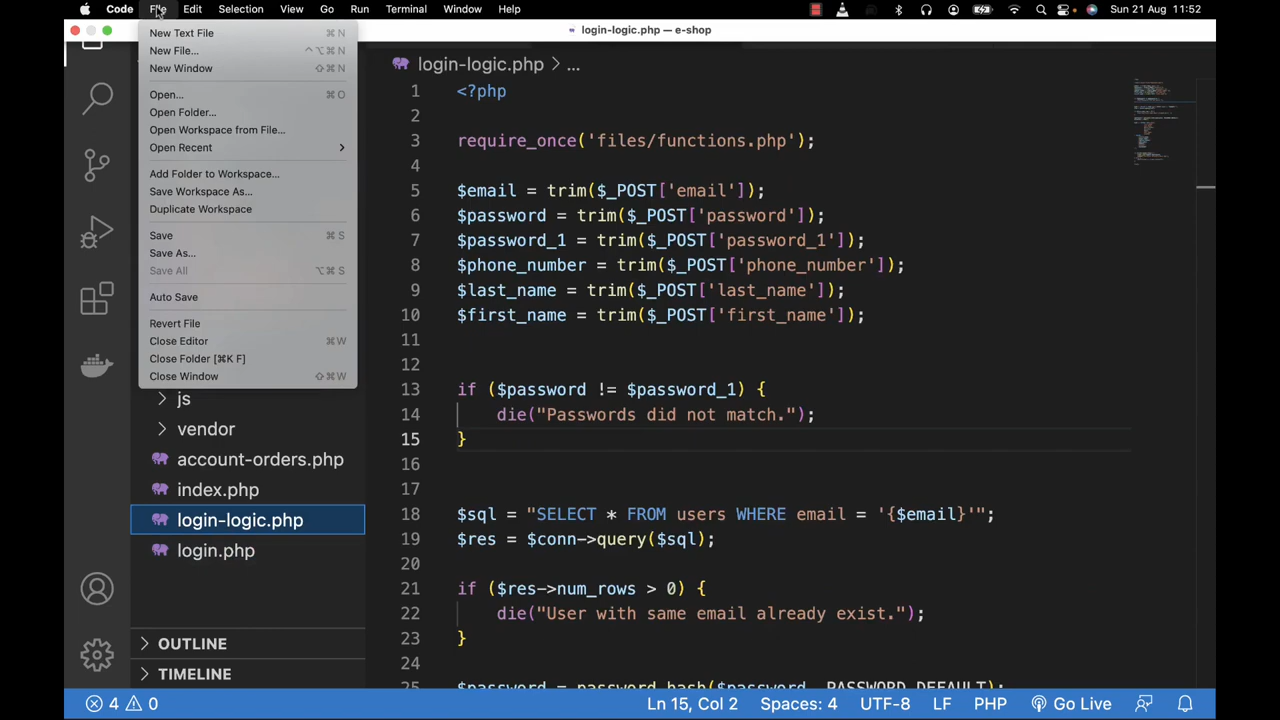 Code File Edit Selection View Go Run Terminal Window Help Sun 21 Aug 11:52
login-logic.php — e-shop
New Text File ⌘ N
New File... ^⌥⌘ N
New Window ⇧⌘ N
Open... ⌘ O
Open Folder...
Open Workspace from File...
Open Recent >
Add Folder to Workspace...
Save Workspace As...
Duplicate Workspace
Save ⌘ S
Save As...
Save All ⌥⌘ S
Auto Save
Revert File
Close Editor ⌘ W
Close Folder [⌘K F]
Close Window ⇧⌘ W
js
vendor
account-orders.php
index.php
login-logic.php
login.php
OUTLINE
TIMELINE
login-logic.php > ...
1 <?php
2
3 require_once('files/functions.php');
4
5 $email = trim($_POST['email']);
6 $password = trim($_POST['password']);
7 $password_1 = trim($_POST['password_1']);
8 $phone_number = trim($_POST['phone_number']);
9 $last_name = trim($_POST['last_name']);
10 $first_name = trim($_POST['first_name']);
11
12
13 if ($password != $password_1) {
14 die("Passwords did not match.");
15 }
16
17
18 $sql = "SELECT * FROM users WHERE email = '{$email}'";
19 $res = $conn->query($sql);
20
21 if ($res->num_rows > 0) {
22 die("User with same email already exist.");
23 }
24
25 $password = password_hash($password, PASSWORD_DEFAULT);
4 0 Ln 15, Col 2 Spaces: 4 UTF-8 LF PHP Go Live